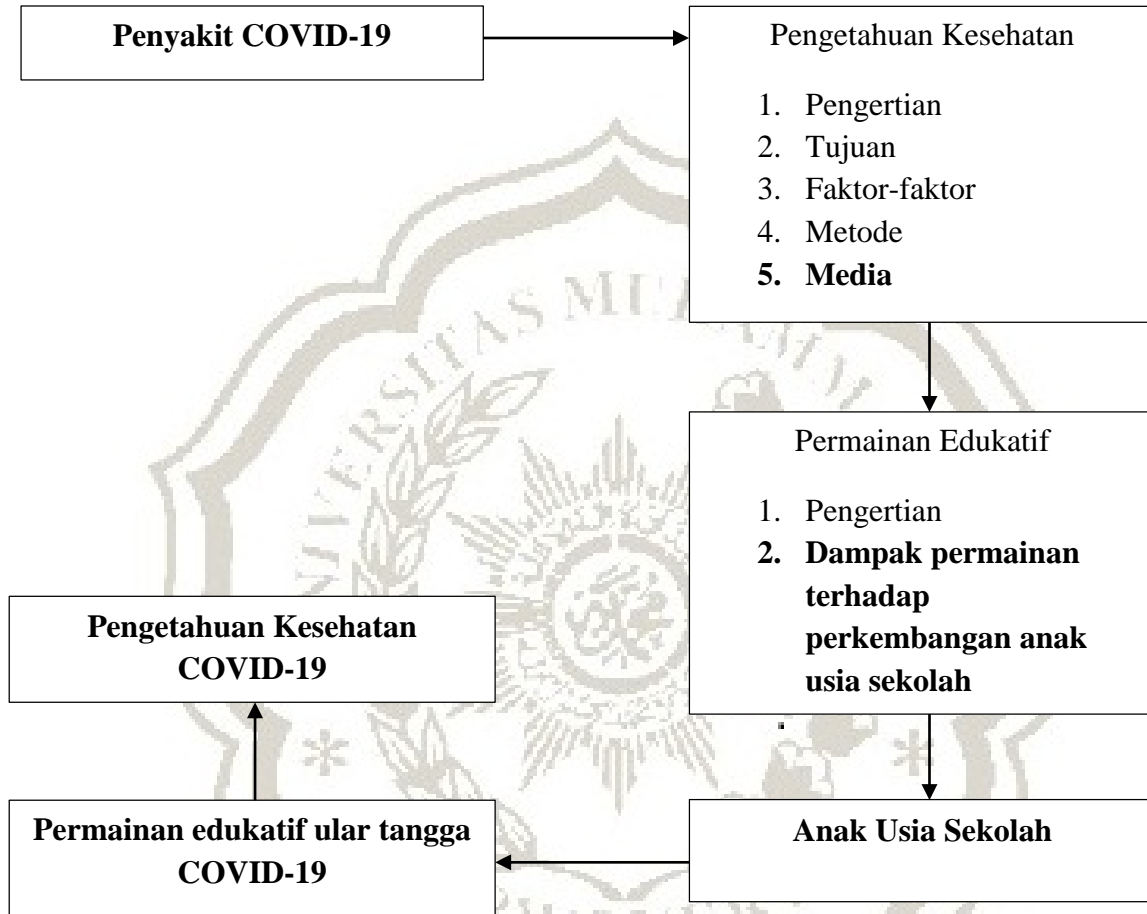 Penyakit COVID-19
Pengetahuan Kesehatan
1. Pengertian
2. Tujuan
3. Faktor-faktor
4. Metode
5. Media
Permainan Edukatif
1. Pengertian
2. Dampak permainan
terhadap
perkembangan anak
usia sekolah
Anak Usia Sekolah
Permainan edukatif ular tangga
COVID-19
Pengetahuan Kesehatan
COVID-19
UNIVERSITAS